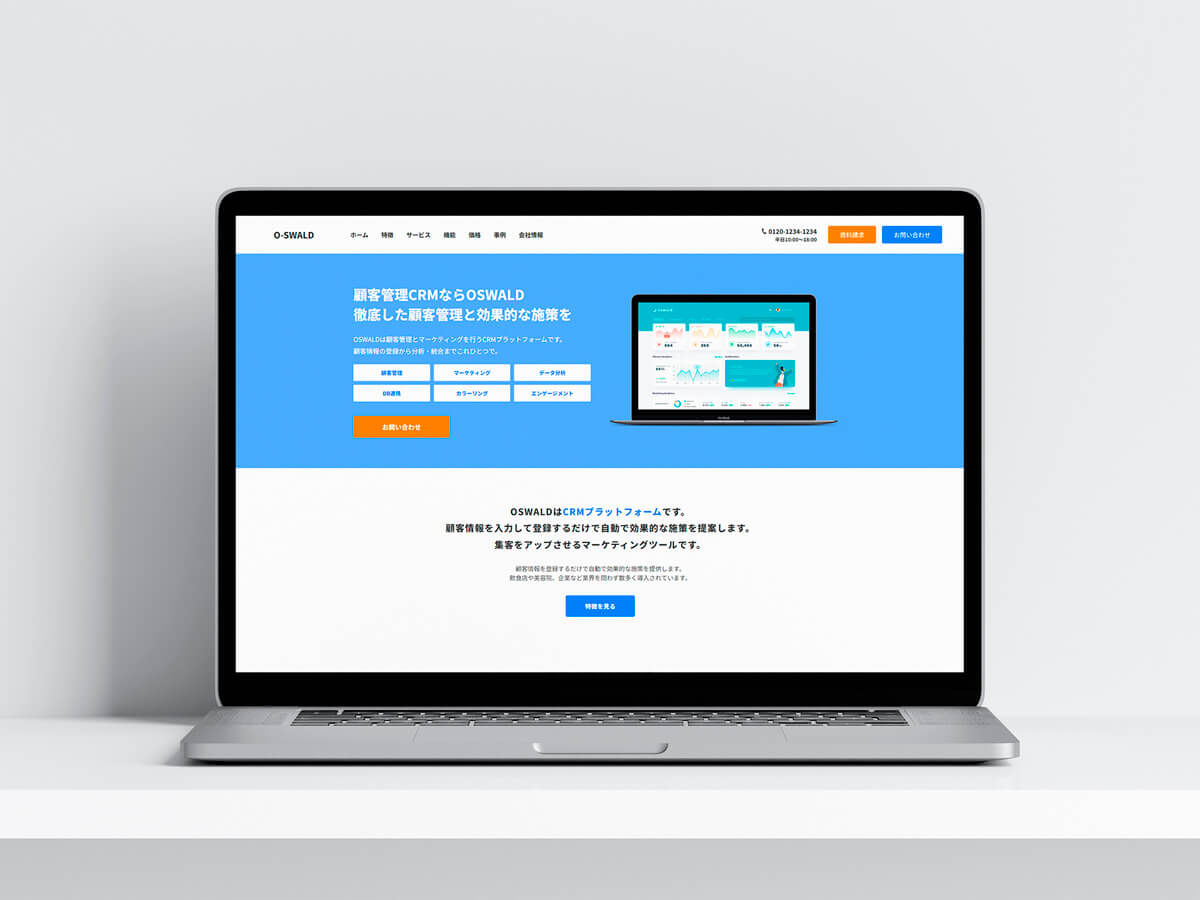 O-SWALD
ホーム 特徴 サービス 機能 価格 事例 会社情報
0120-1234-1234
平日10:00〜18:00
資料請求
お問い合わせ
顧客管理CRMならOSWALD
徹底した顧客管理と効果的な施策を
OSWALDは顧客管理とマーケティングを行うCRMプラットフォームです。
顧客情報の登録から分析・統合までこれひとつで。
顧客管理 マーケティング データ分析
DB連携 カラーリング エンゲージメント
お問い合わせ
OSWALDはCRMプラットフォームです。
顧客情報を入力して登録するだけで自動で効果的な施策を提案します。
集客をアップさせるマーケティングツールです。
顧客情報を登録するだけで自動で効果的な施策を提供します。
飲食店や美容院、企業など業界を問わず数多く導入されています。
特徴を見る